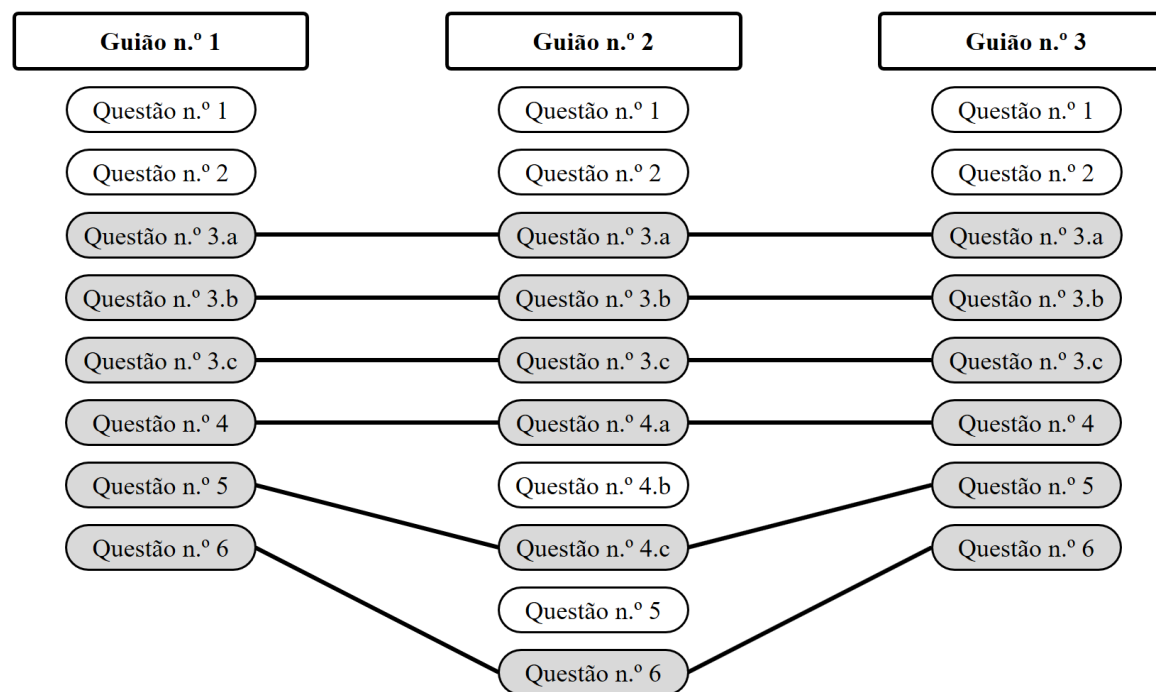 Guião n.º 1
Guião n.º 2
Guião n.º 3
Questão n.º 1
Questão n.º 1
Questão n.º 1
Questão n.º 2
Questão n.º 2
Questão n.º 2
Questão n.º 3.a
Questão n.º 3.a
Questão n.º 3.a
Questão n.º 3.b
Questão n.º 3.b
Questão n.º 3.b
Questão n.º 3.c
Questão n.º 3.c
Questão n.º 3.c
Questão n.º 4
Questão n.º 4.a
Questão n.º 4
Questão n.º 5
Questão n.º 4.b
Questão n.º 5
Questão n.º 6
Questão n.º 4.c
Questão n.º 6
Questão n.º 5
Questão n.º 6